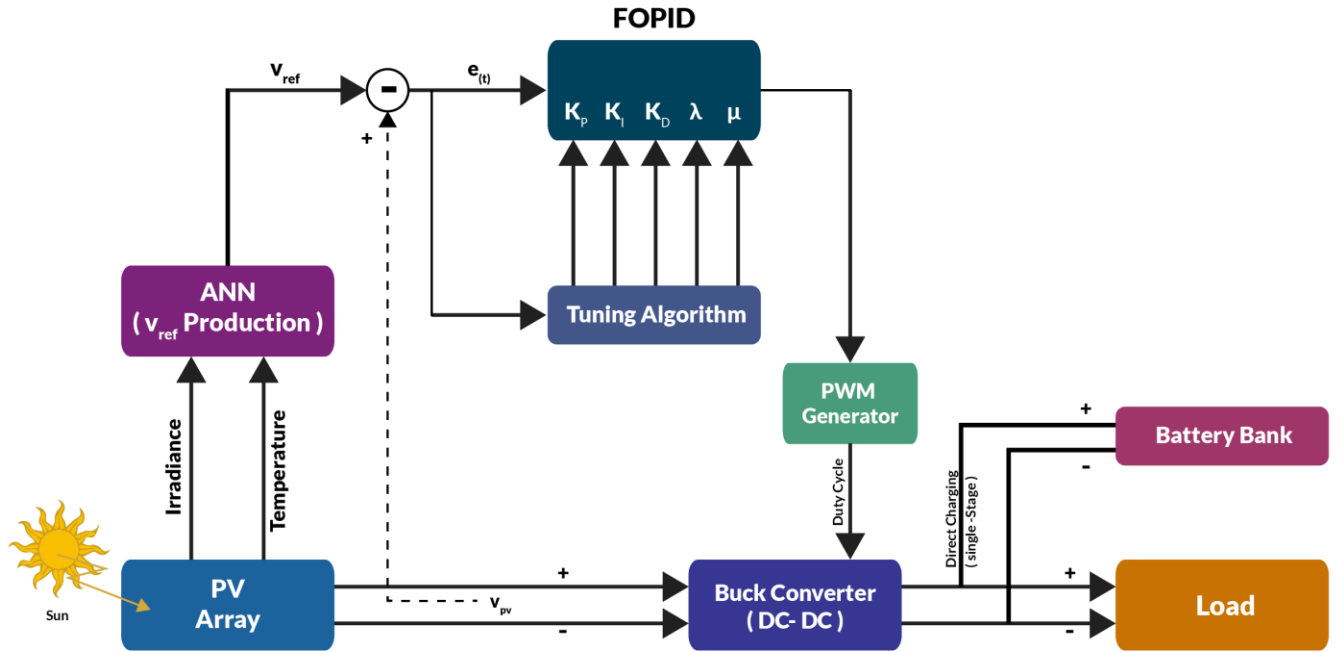 FOPID
v_ref
-
e_(t)
+
K_P K_I K_D λ μ
ANN
( v_ref Production )
Tuning Algorithm
PWM
Generator
Irradiance
Temperature
Duty Cycle
Direct Charging
( single -Stage )
+
Battery Bank
-
Sun
PV
Array
+
v_pv
-
Buck Converter
( DC- DC )
+
-
Load